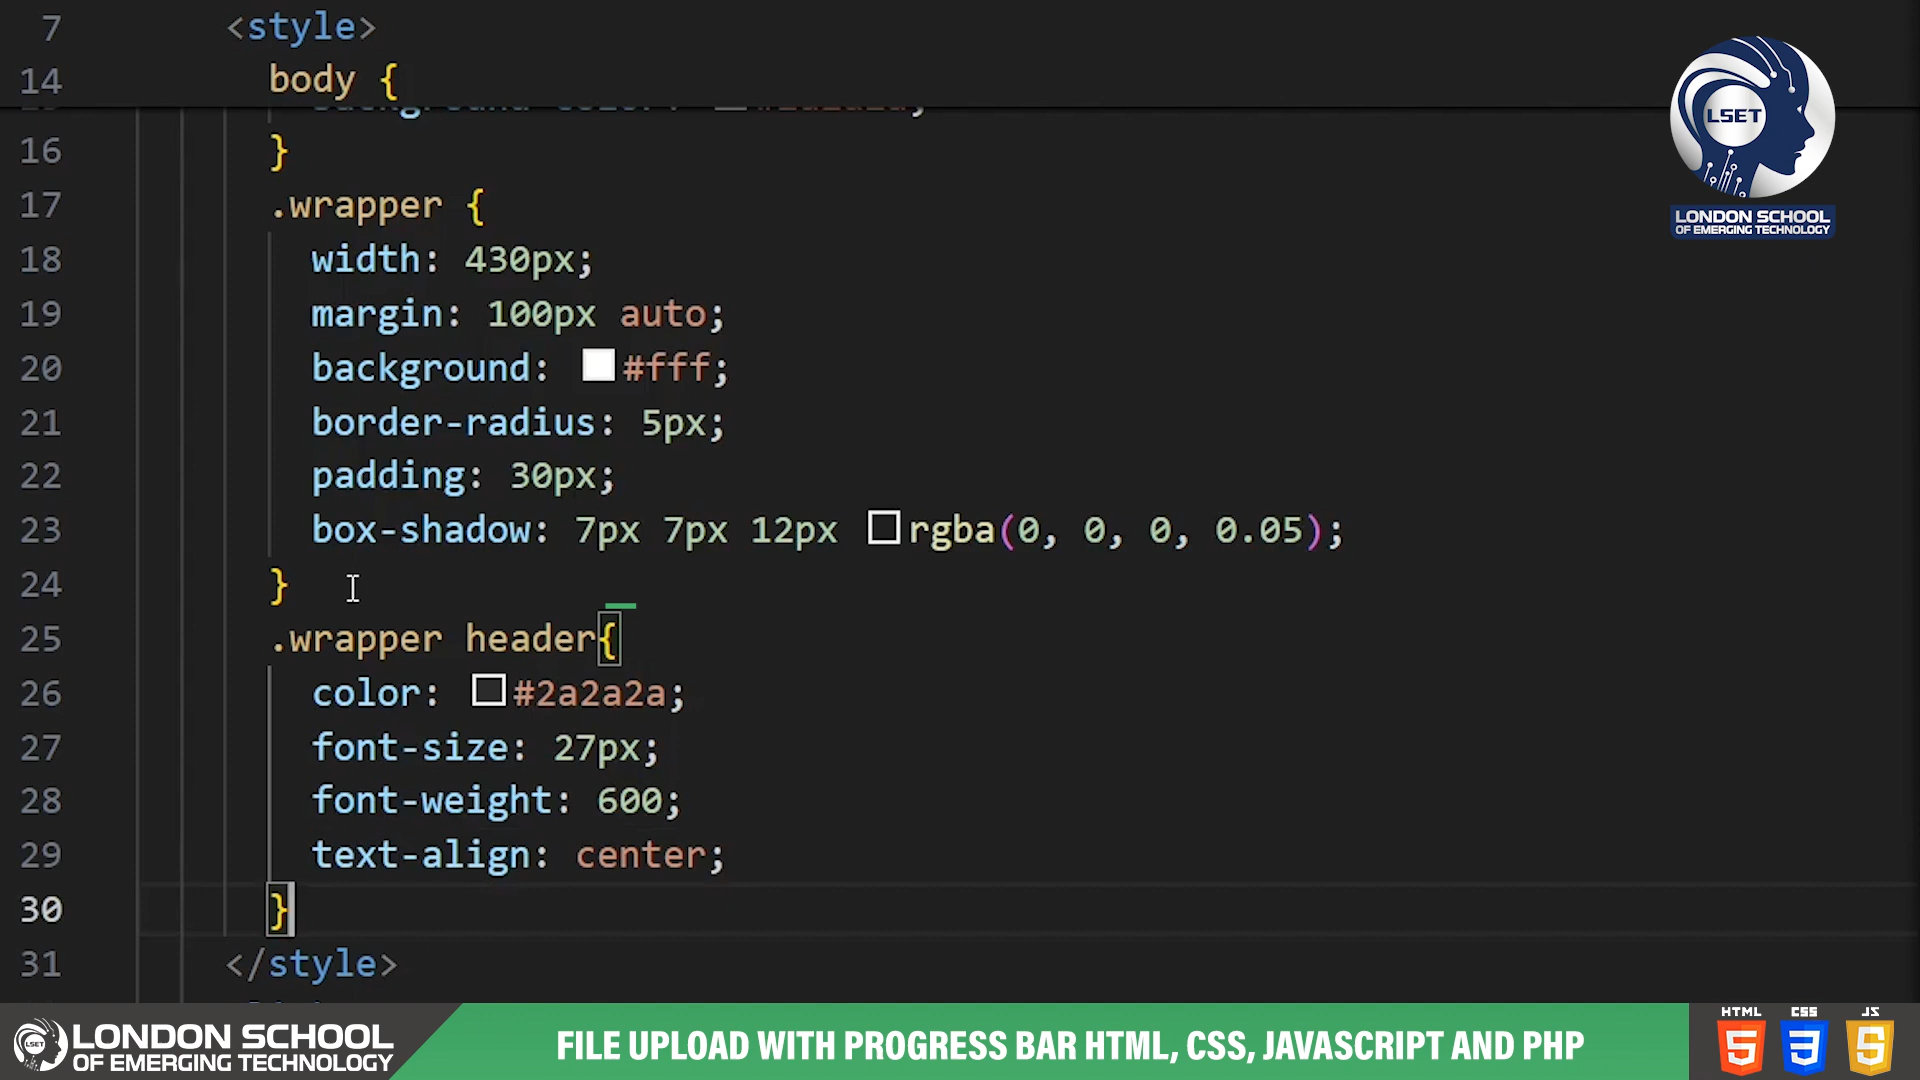 7 <style>
14 body {
16 }
17 .wrapper {
18 width: 430px;
19 margin: 100px auto;
20 background: #fff;
21 border-radius: 5px;
22 padding: 30px;
23 box-shadow: 7px 7px 12px rgba(0, 0, 0, 0.05);
24 }
25 .wrapper header{
26 color: #2a2a2a;
27 font-size: 27px;
28 font-weight: 600;
29 text-align: center;
30 }
31 </style>
LSET
LONDON SCHOOL
OF EMERGING TECHNOLOGY
LSET
LONDON SCHOOL
OF EMERGING TECHNOLOGY
FILE UPLOAD WITH PROGRESS BAR HTML, CSS, JAVASCRIPT AND PHP
HTML
5
CSS
3
JS
5